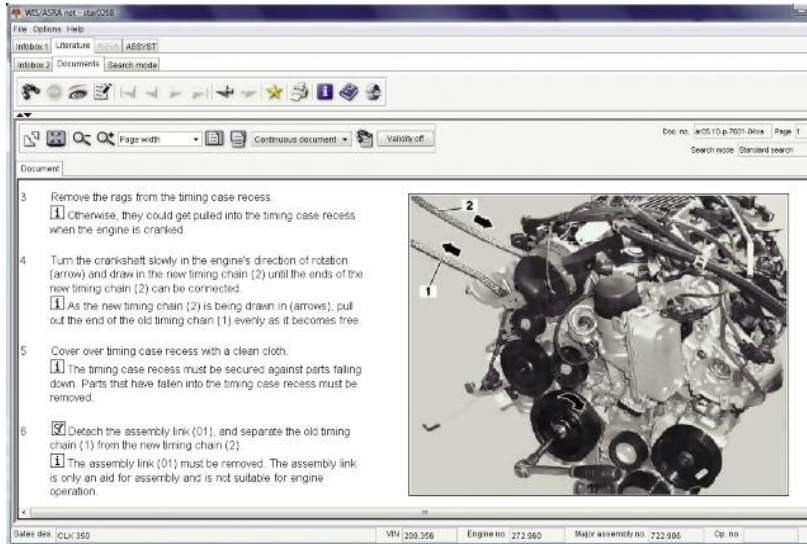 WIS/ASRA net - star0268
File Options Help
Infobox 1 Literature ASRA ASSYST
Infobox 2 Documents Search mode
Page width Continuous document Validity off
Doc. no. ar05.10-p-7601-04va Page 1
Search mode Standard search
Document
3 Remove the rags from the timing case recess.
i Otherwise, they could get pulled into the timing case recess
when the engine is cranked.
4 Turn the crankshaft slowly in the engine's direction of rotation
(arrow) and draw in the new timing chain (2) until the ends of the
new timing chain (2) can be connected.
i As the new timing chain (2) is being drawn in (arrows), pull
out the end of the old timing chain (1) evenly as it becomes free.
5 Cover over timing case recess with a clean cloth.
i The timing case recess must be secured against parts falling
down. Parts that have fallen into the timing case recess must be
removed.
6 Detach the assembly link (01), and separate the old timing
chain (1) from the new timing chain (2).
i The assembly link (01) must be removed. The assembly link
is only an aid for assembly and is not suitable for engine
operation.
2
1
Sales des. CLK 350 VIN 209.356 Engine no. 272.960 Major assembly no. 722.906 Op. no.